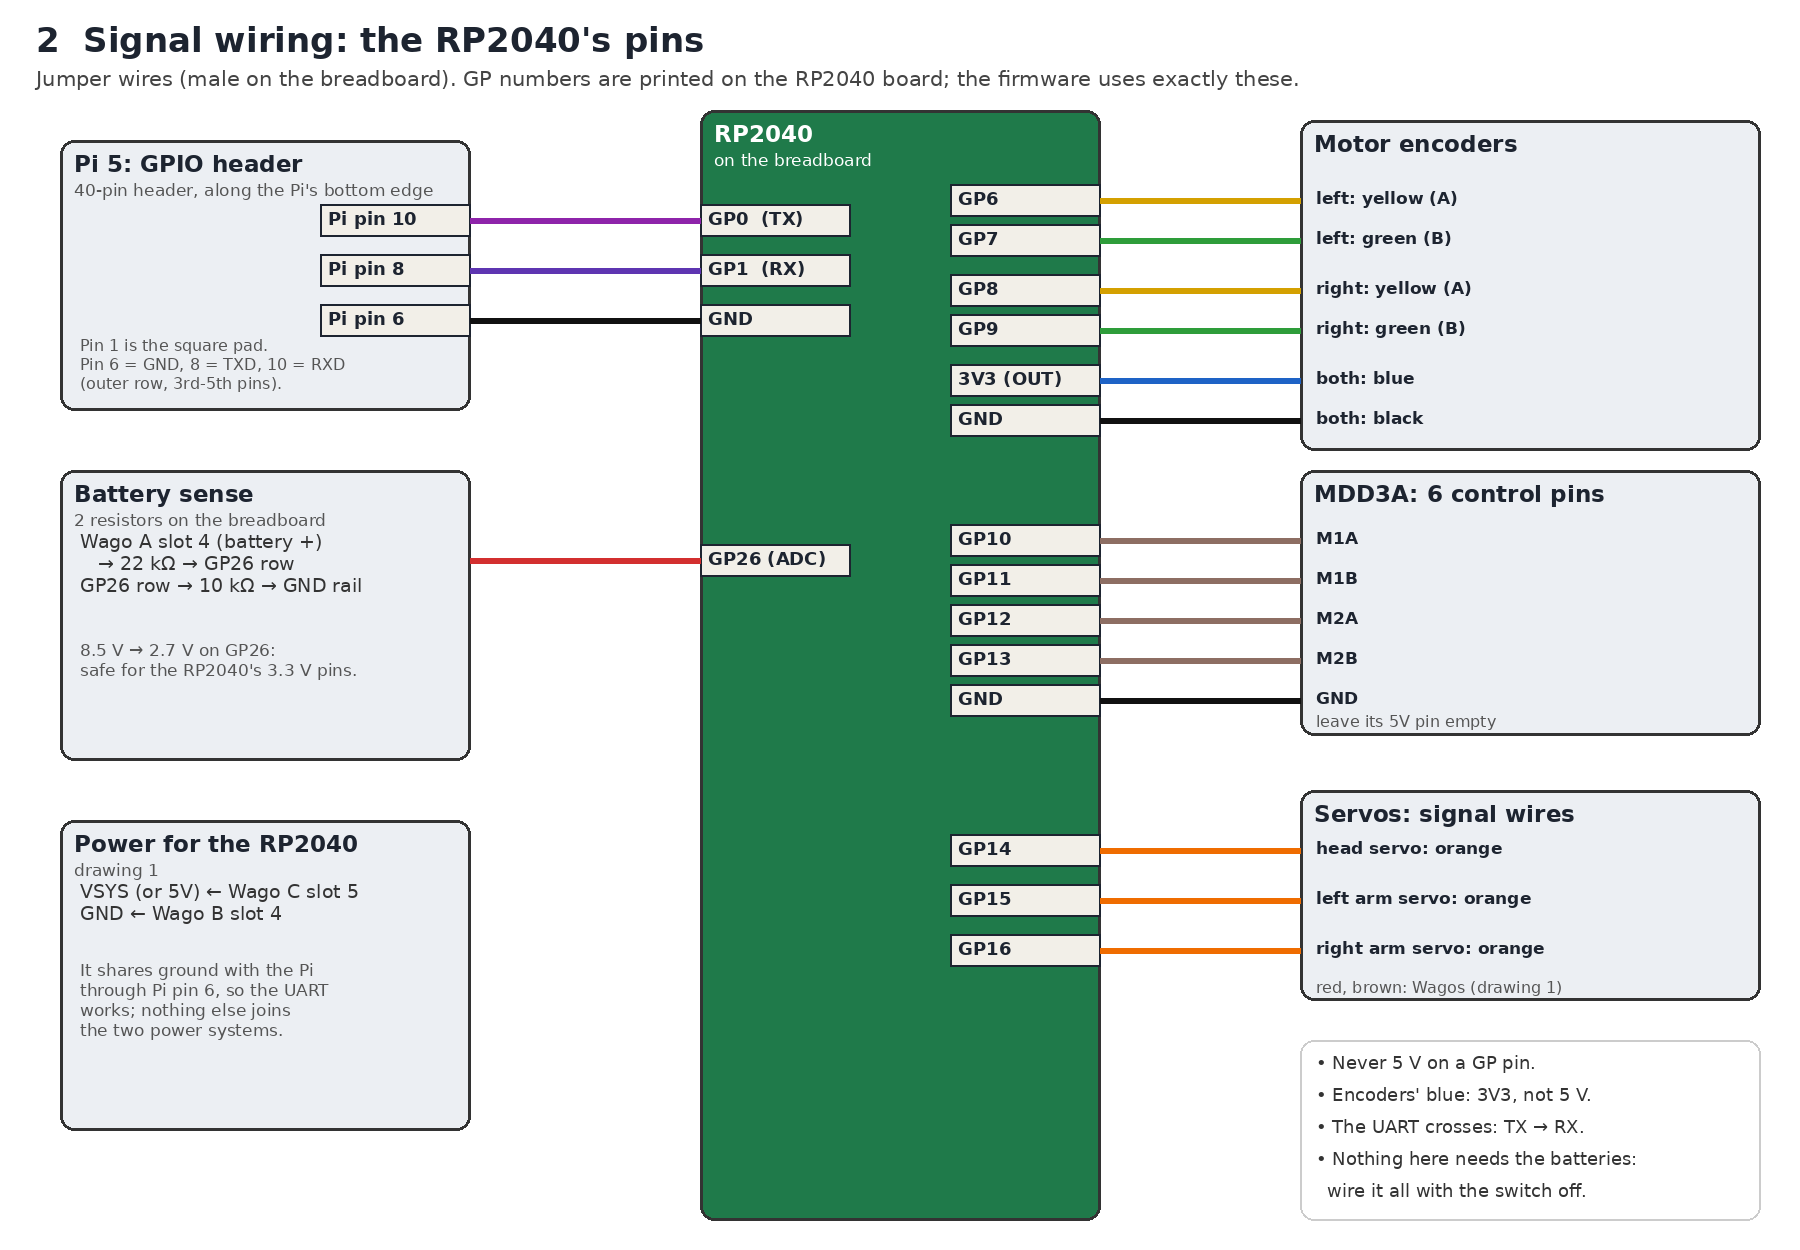 2  Signal wiring: the RP2040's pins
Jumper wires (male on the breadboard). GP numbers are printed on the RP2040 board; the firmware uses exactly these.
Pi 5: GPIO header
40-pin header, along the Pi's bottom edge
Pi pin 10
Pi pin 8
Pi pin 6
Pin 1 is the square pad.
Pin 6 = GND, 8 = TXD, 10 = RXD
(outer row, 3rd-5th pins).
Battery sense
2 resistors on the breadboard
Wago A slot 4 (battery +)
→ 22 kΩ → GP26 row
GP26 row → 10 kΩ → GND rail
8.5 V → 2.7 V on GP26:
safe for the RP2040's 3.3 V pins.
Power for the RP2040
drawing 1
VSYS (or 5V) ← Wago C slot 5
GND ← Wago B slot 4
It shares ground with the Pi
through Pi pin 6, so the UART
works; nothing else joins
the two power systems.
RP2040
on the breadboard
GP0  (TX)
GP1  (RX)
GND
GP26 (ADC)
GP6
GP7
GP8
GP9
3V3 (OUT)
GND
GP10
GP11
GP12
GP13
GND
GP14
GP15
GP16
Motor encoders
left: yellow (A)
left: green (B)
right: yellow (A)
right: green (B)
both: blue
both: black
MDD3A: 6 control pins
M1A
M1B
M2A
M2B
GND
leave its 5V pin empty
Servos: signal wires
head servo: orange
left arm servo: orange
right arm servo: orange
red, brown: Wagos (drawing 1)
• Never 5 V on a GP pin.
• Encoders' blue: 3V3, not 5 V.
• The UART crosses: TX → RX.
• Nothing here needs the batteries:
wire it all with the switch off.